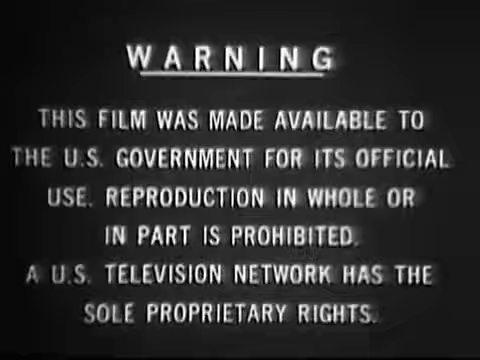 WARNING
THIS FILM WAS MADE AVAILABLE TO
THE U.S. GOVERNMENT FOR ITS OFFICIAL
USE. REPRODUCTION IN WHOLE OR
IN PART IS PROHIBITED.
A U.S. TELEVISION NETWORK HAS THE
SOLE PROPRIETARY RIGHTS.